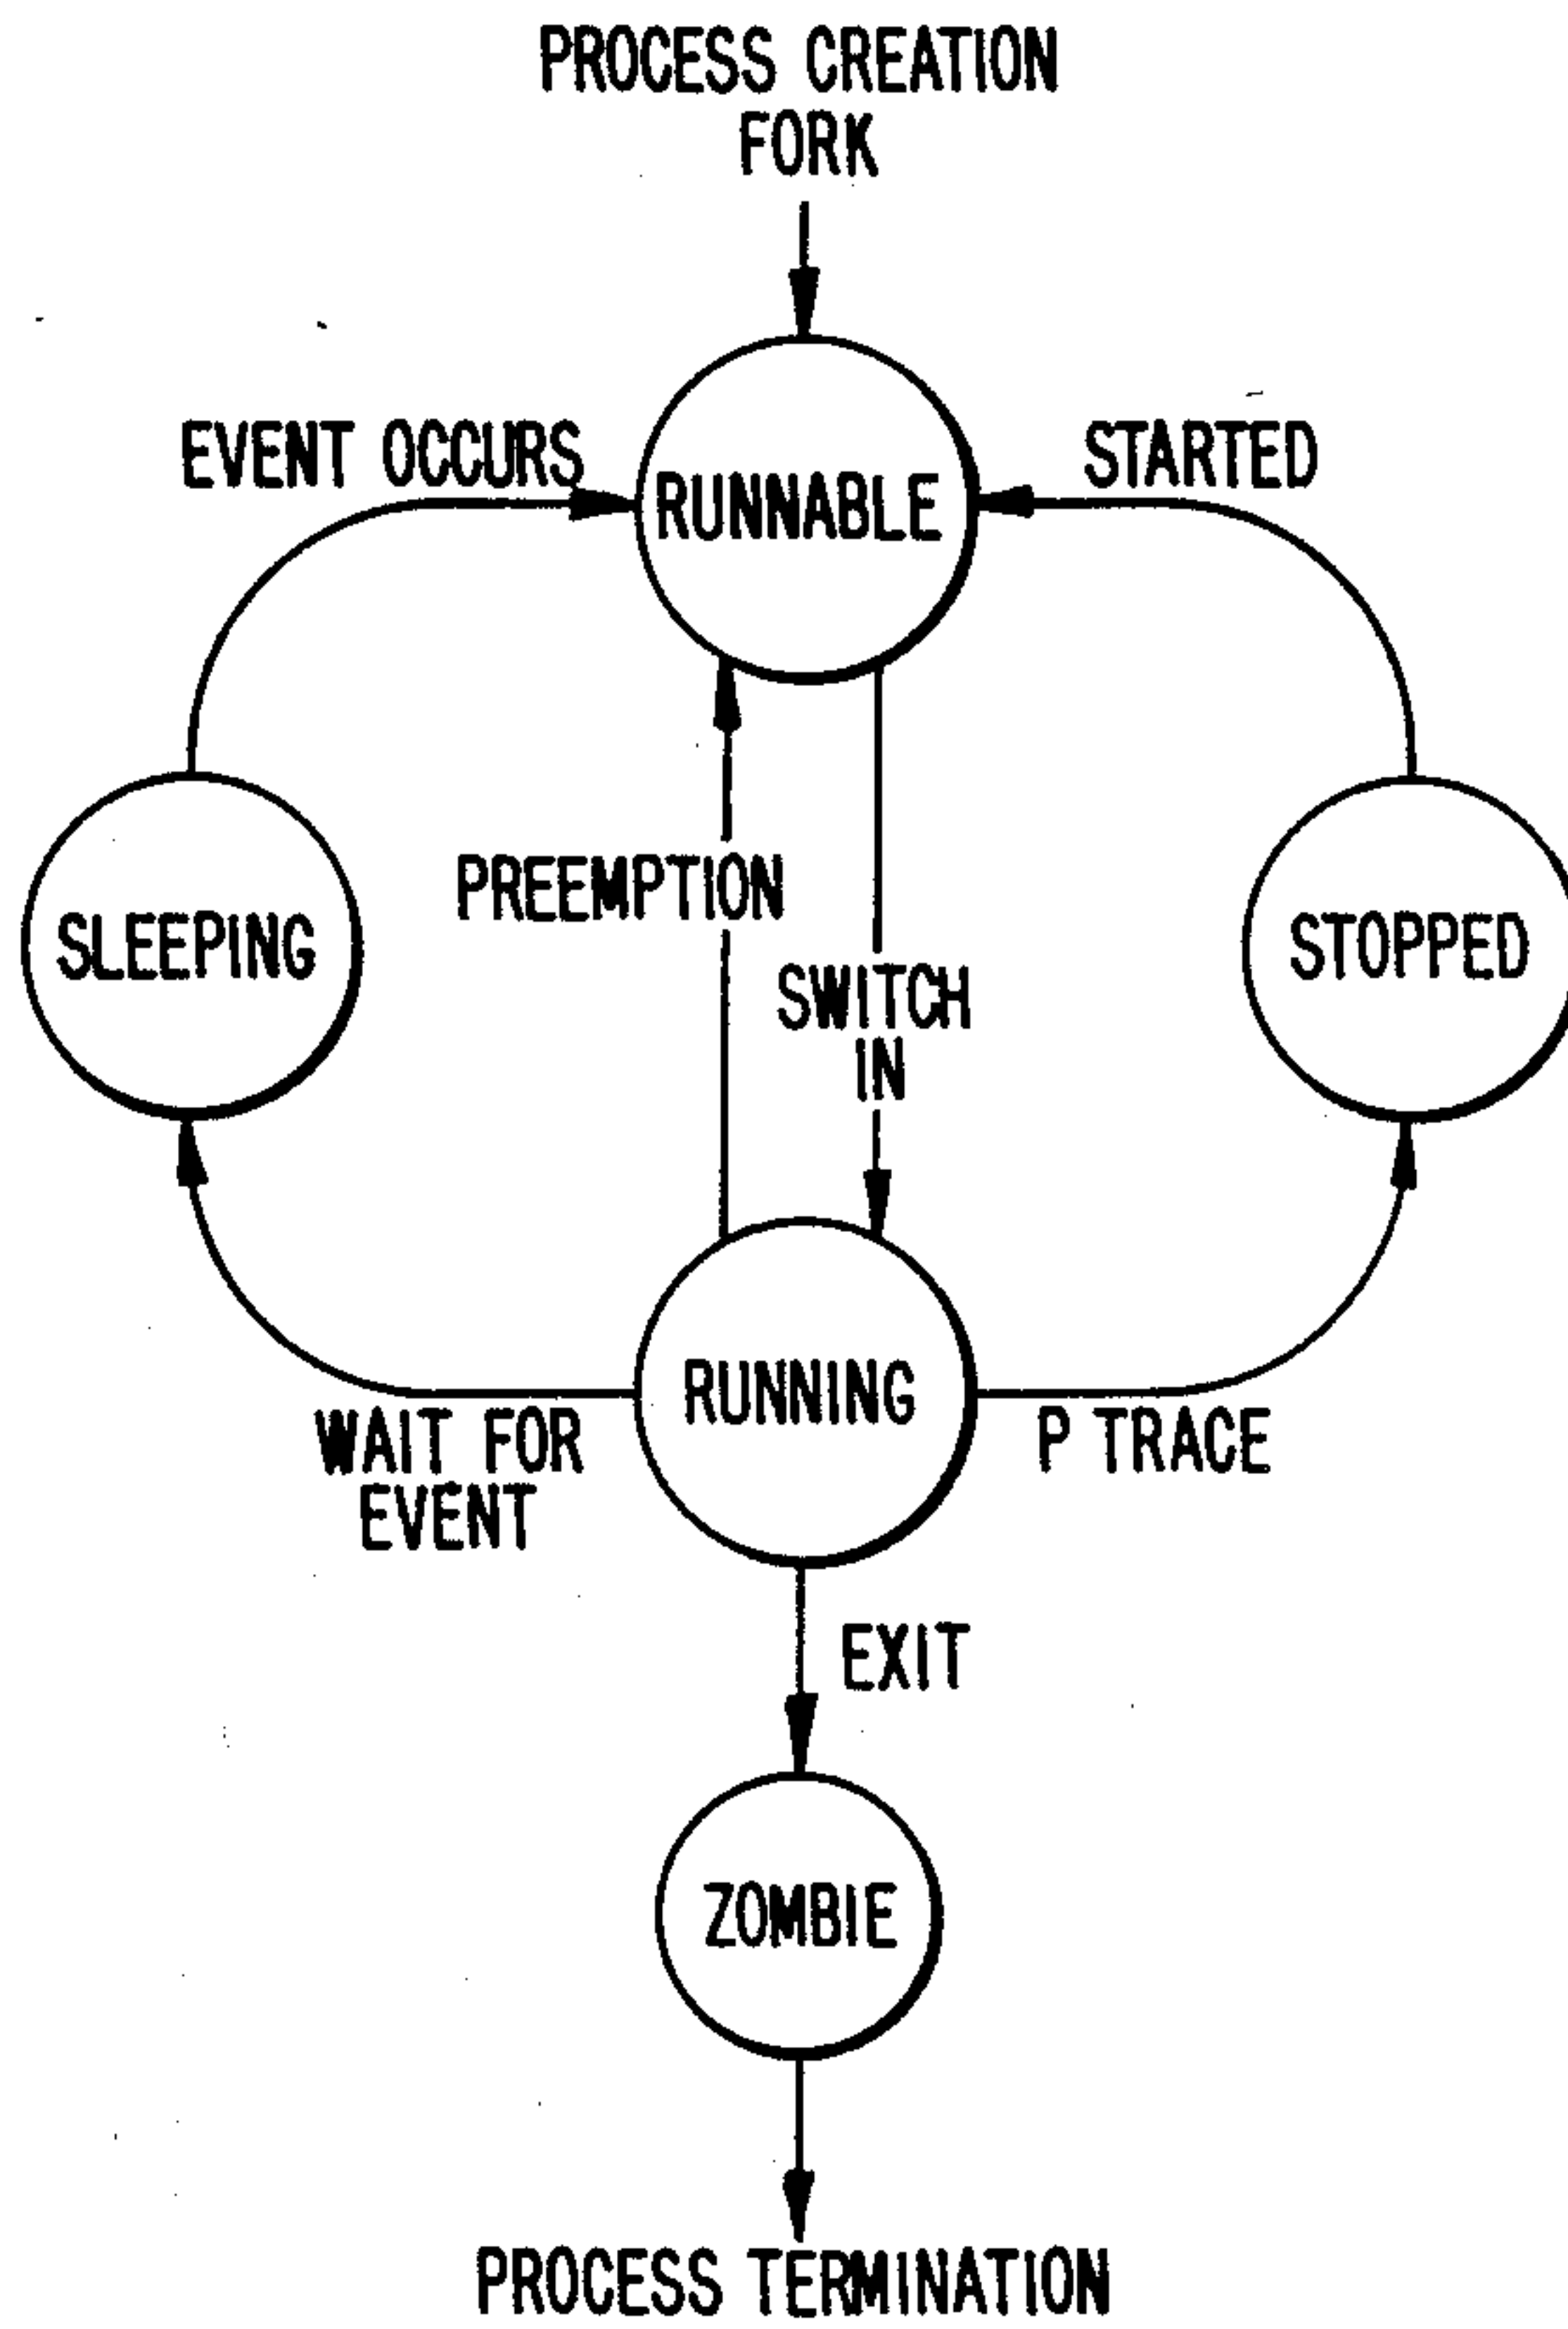 PROCESS CREATION
FORK
EVENT OCCURS
RUNNABLE
STARTED
PREEMPTION
SLEEPING
STOPPED
SWITCH
IN
RUNNING
WAIT FOR
EVENT
P TRACE
EXIT
ZOMBIE
PROCESS TERMINATION